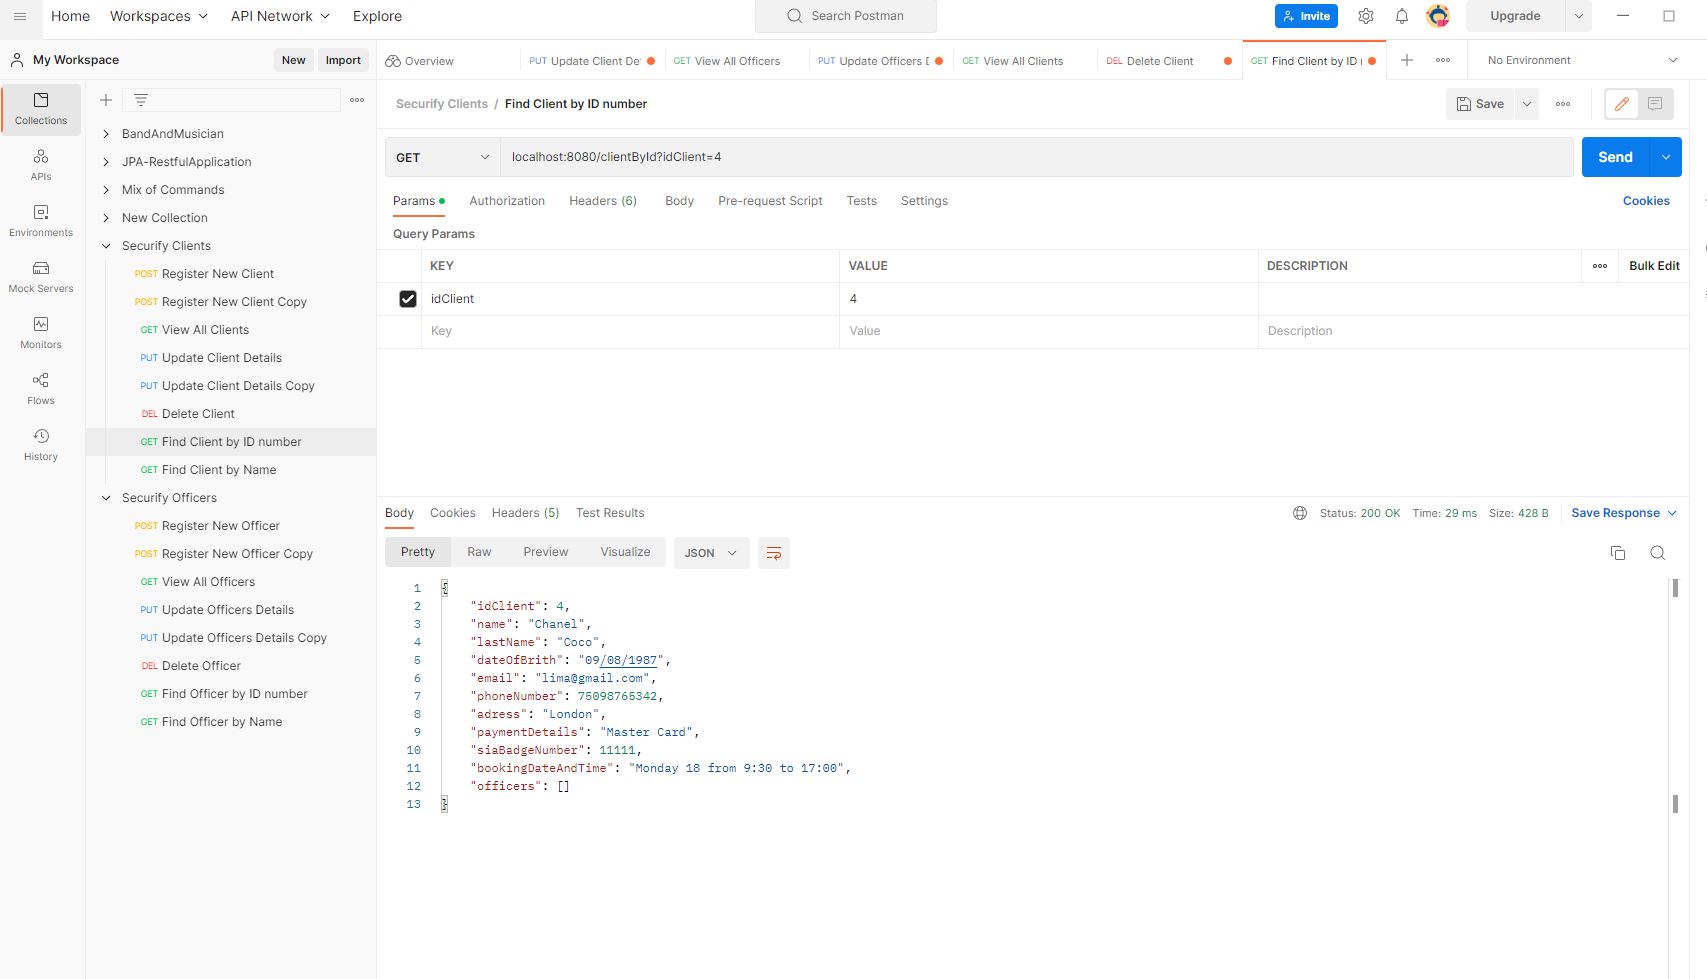 Home Workspaces API Network Explore Search Postman Invite Upgrade
My Workspace New Import Overview PUT Update Client De GET View All Officers PUT Update Officers D GET View All Clients DEL Delete Client GET Find Client by ID No Environment
Collections
APIs
Environments
Mock Servers
Monitors
Flows
History
BandAndMusician
JPA-RestfulApplication
Mix of Commands
New Collection
Securify Clients
POST Register New Client
POST Register New Client Copy
GET View All Clients
PUT Update Client Details
PUT Update Client Details Copy
DEL Delete Client
GET Find Client by ID number
GET Find Client by Name
Securify Officers
POST Register New Officer
POST Register New Officer Copy
GET View All Officers
PUT Update Officers Details
PUT Update Officers Details Copy
DEL Delete Officer
GET Find Officer by ID number
GET Find Officer by Name
Securify Clients / Find Client by ID number Save
GET localhost:8080/clientById?idClient=4 Send
Params Authorization Headers (6) Body Pre-request Script Tests Settings Cookies
Query Params
KEY VALUE DESCRIPTION Bulk Edit
idClient 4
Key Value Description
Body Cookies Headers (5) Test Results Status: 200 OK Time: 29 ms Size: 428 B Save Response
Pretty Raw Preview Visualize JSON
1 {
2 "idClient": 4,
3 "name": "Chanel",
4 "lastName": "Coco",
5 "dateOfBrith": "09/08/1987",
6 "email": "lima@gmail.com",
7 "phoneNumber": 75098765342,
8 "adress": "London",
9 "paymentDetails": "Master Card",
10 "siaBadgeNumber": 11111,
11 "bookingDateAndTime": "Monday 18 from 9:30 to 17:00",
12 "officers": []
13 }